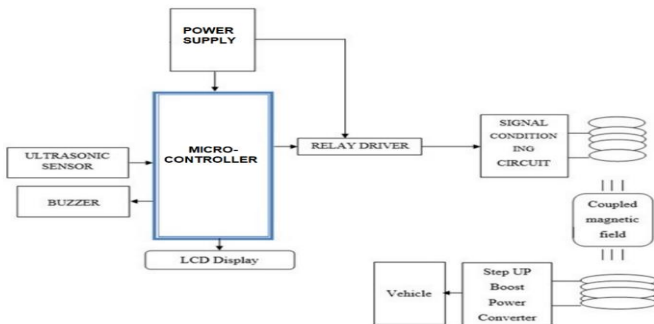 POWER
SUPPLY
MICRO-
CONTROLLER
ULTRASONIC
SENSOR
BUZZER
LCD Display
RELAY DRIVER
SIGNAL
CONDITION
ING
CIRCUIT
Coupled
magnetic
field
Vehicle
Step UP
Boost
Power
Converter